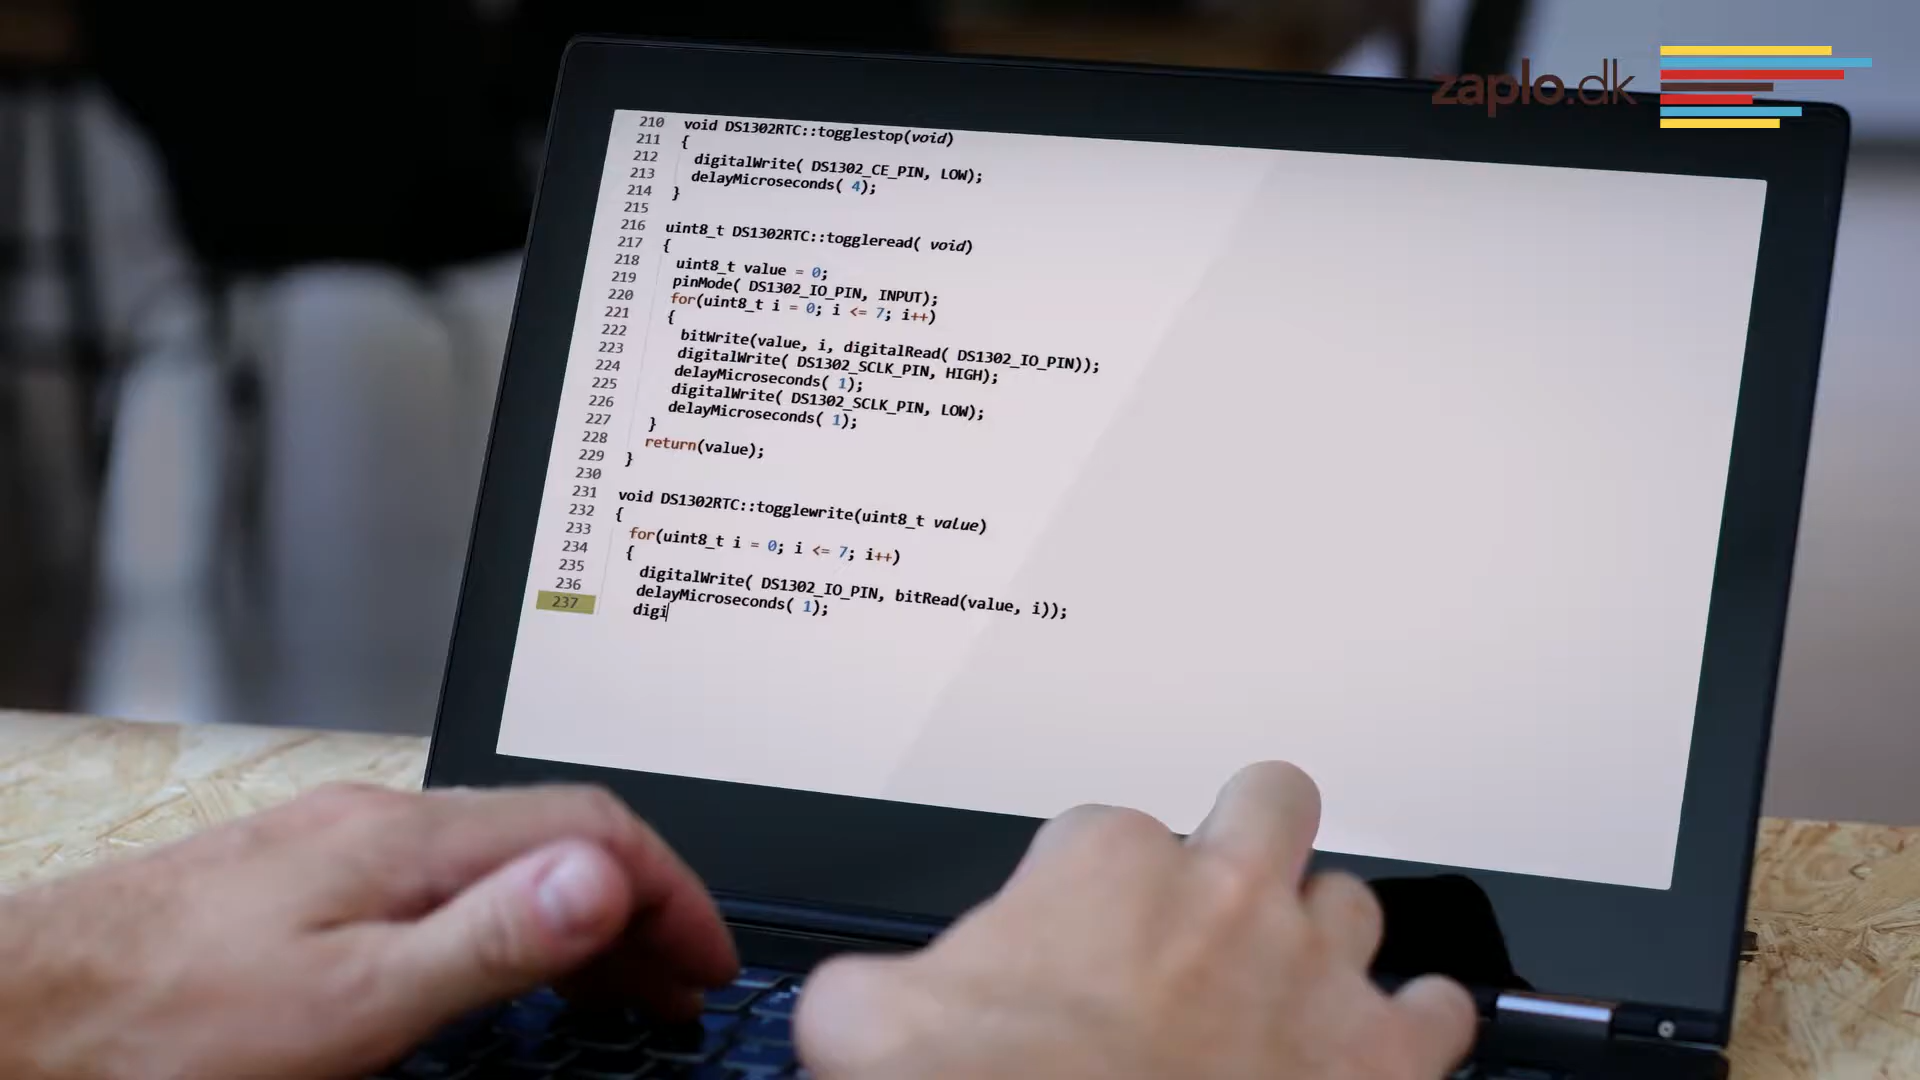 zaplo.dk
210 void DS1302RTC::togglestop(void)
211 {
212 digitalWrite( DS1302_CE_PIN, LOW);
213 delayMicroseconds( 4);
214 }
215
216 uint8_t DS1302RTC::toggleread( void)
217 {
218 uint8_t value = 0;
219 pinMode( DS1302_IO_PIN, INPUT);
220 for(uint8_t i = 0; i <= 7; i++)
221 {
222 bitWrite(value, i, digitalRead( DS1302_IO_PIN));
223 digitalWrite( DS1302_SCLK_PIN, HIGH);
224 delayMicroseconds( 1);
225 digitalWrite( DS1302_SCLK_PIN, LOW);
226 delayMicroseconds( 1);
227 }
228 return(value);
229 }
230
231 void DS1302RTC::togglewrite(uint8_t value)
232 {
233 for(uint8_t i = 0; i <= 7; i++)
234 {
235 digitalWrite( DS1302_IO_PIN, bitRead(value, i));
236 delayMicroseconds( 1);
237 digi